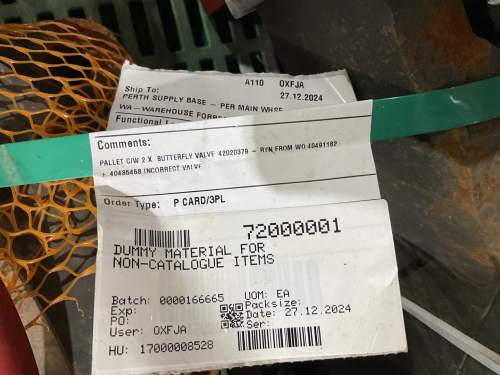 A110 OXFJA
Ship To: 27.12.2024
PERTH SUPPLY BASE - PER MAIN WHSE
WA-WAREHOUSE
Functional
Comments:
PALLET C/W 2 X BUTTERFLY VALVE 42020379 - RTN FROM WO 40491182
+ 40486468 INCORRECT VALVE
Order Type: P CARD/3PL
72000001
DUMMY MATERIAL FOR
NON-CATALOGUE ITEMS
Batch: 0000166665 UOM: EA
Exp: Packsize:
PO: Date: 27.12.2024
User: OXFJA Ser:
HU: 17000008528